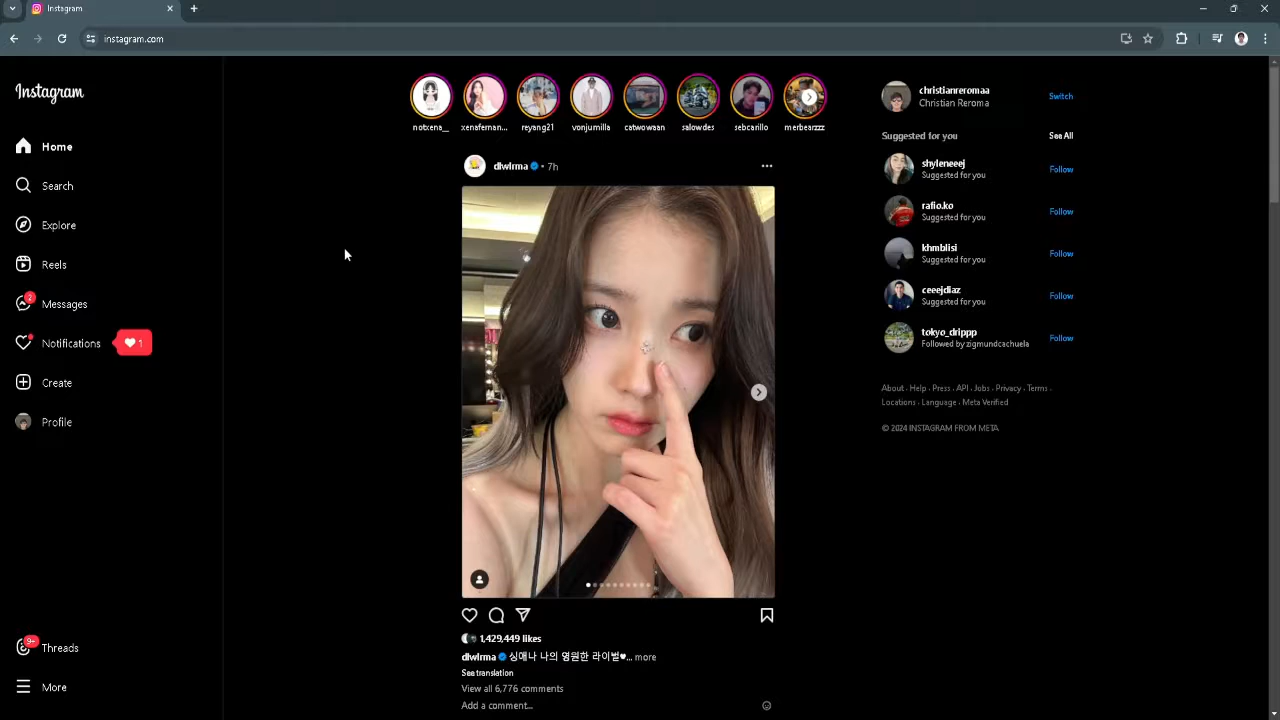 Instagram
instagram.com
Instagram
Home
Search
Explore
Reels
2
Messages
Notifications
1
Create
Profile
9+
Threads
More
notxena__
xenafernan...
reyang21
vonjumilla
catwowaan
salowdes
sebcarillo
merbearzzz
dlwlrma • 7h
1,429,449 likes
dlwlrma 싱애나 나의 영원한 라이벌♥... more
See translation
View all 6,776 comments
Add a comment...
christianreromaa
Christian Reroma
Switch
Suggested for you
See All
shyleneeej
Suggested for you
Follow
rafio.ko
Suggested for you
Follow
khmblisi
Suggested for you
Follow
ceeejdiaz
Suggested for you
Follow
tokyo_drippp
Followed by zigmundcachuela
Follow
About · Help · Press · API · Jobs · Privacy · Terms ·
Locations · Language · Meta Verified
© 2024 INSTAGRAM FROM META